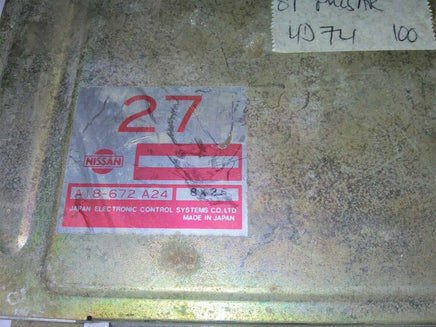 4D74 100
27
NISSAN
A18-672 A24
JAPAN ELECTRONIC CONTROL SYSTEMS CO.,LTD.
MADE IN JAPAN